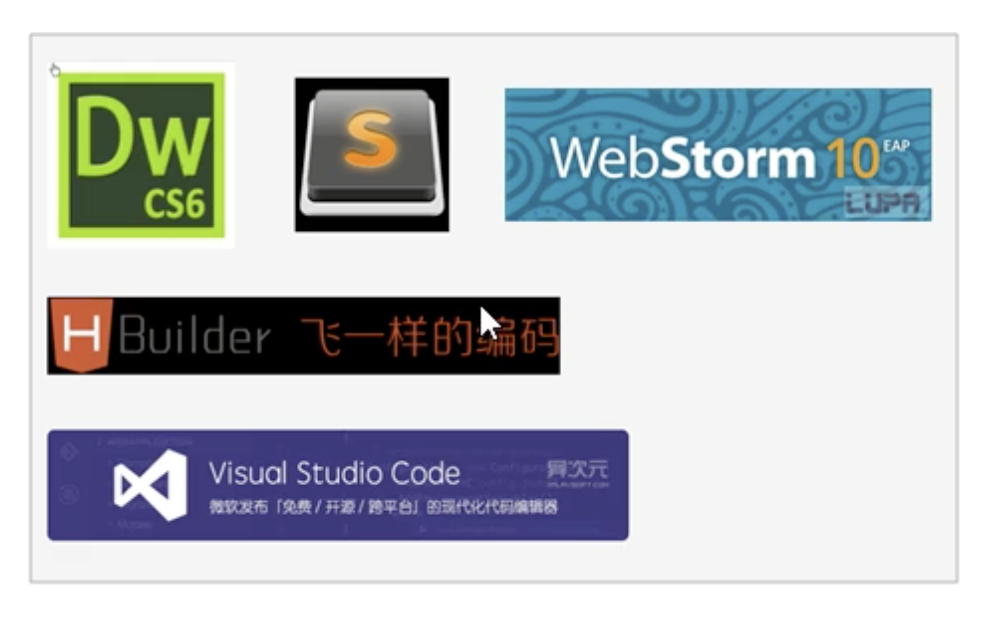 Dw
CS6
S
WebStorm 10 EAP
LUPA
HBuilder 飞一样的编码
Visual Studio Code
异次元
微软发布「免费 / 开源 / 跨平台」的现代化代码编辑器